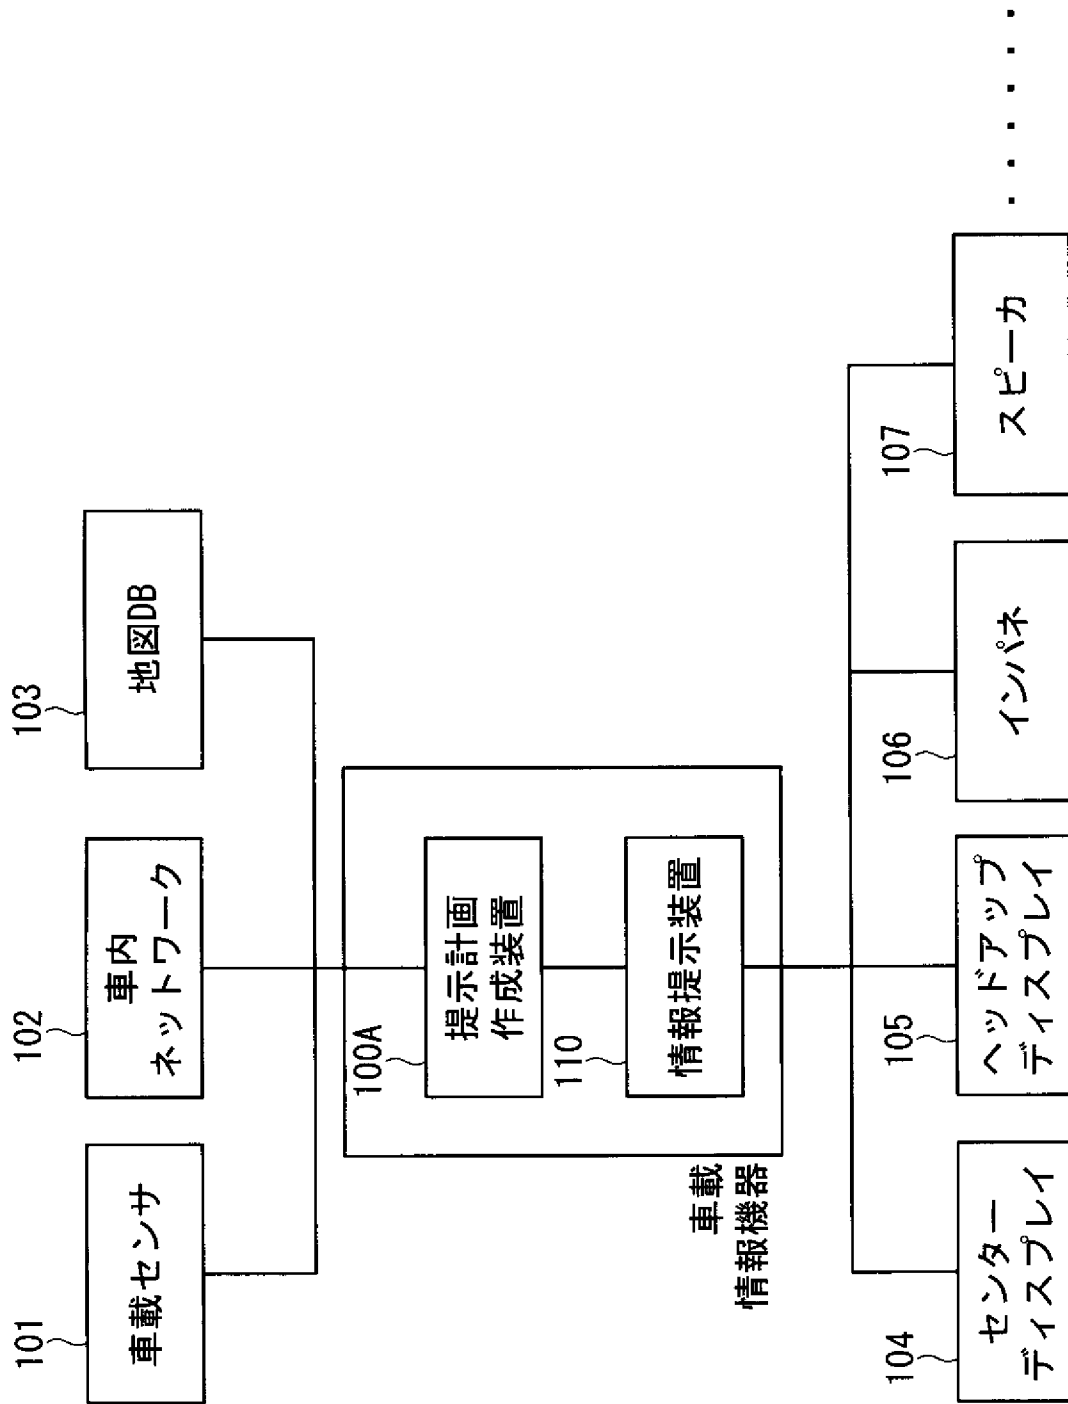 101
車載センサ
102
車内
ネットワーク
103
地図DB
100A
提示計画
作成装置
110
情報提示装置
車載
情報機器
104
センター
ディスプレイ
105
ヘッドアップ
ディスプレイ
106
インパネ
107
スピーカ
・・・・・・